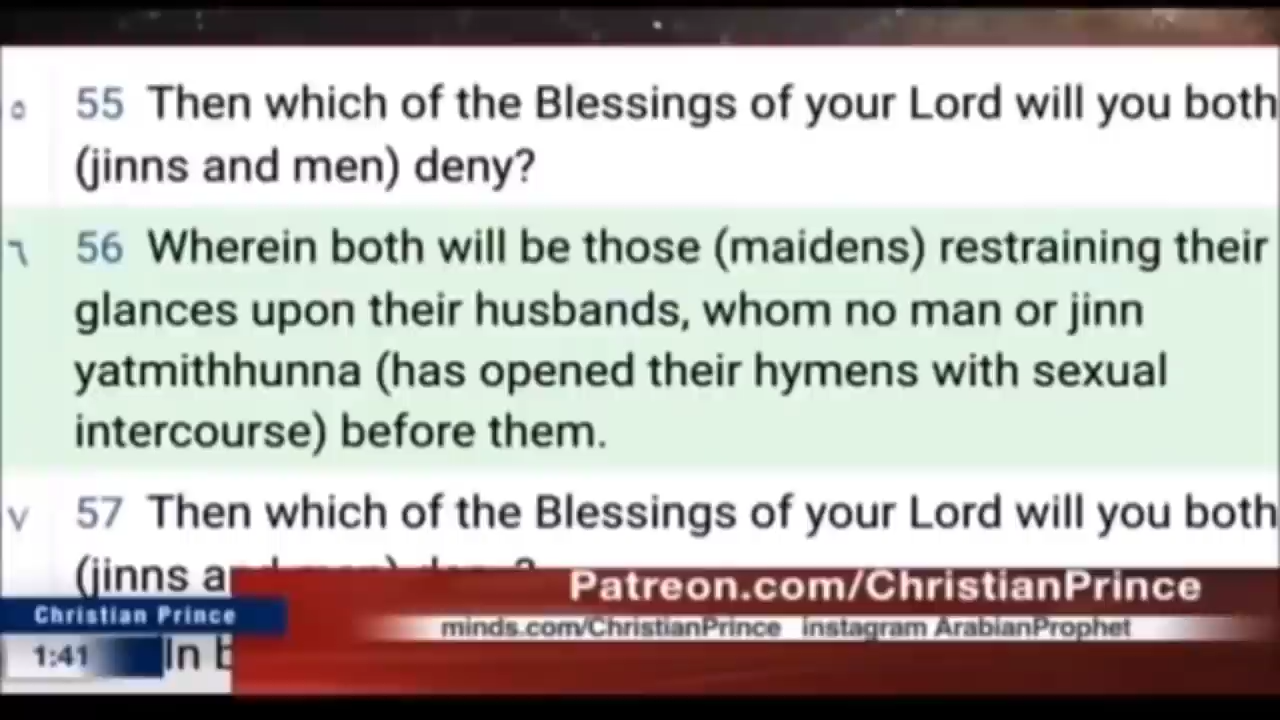 55 Then which of the Blessings of your Lord will you both
(jinns and men) deny?
56 Wherein both will be those (maidens) restraining their
glances upon their husbands, whom no man or jinn
yatmithhunna (has opened their hymens with sexual
intercourse) before them.
57 Then which of the Blessings of your Lord will you both
(jinns
Patreon.com/ChristianPrince
Christian Prince
minds.com/ChristianPrince instagram ArabianProphet
1:41
In